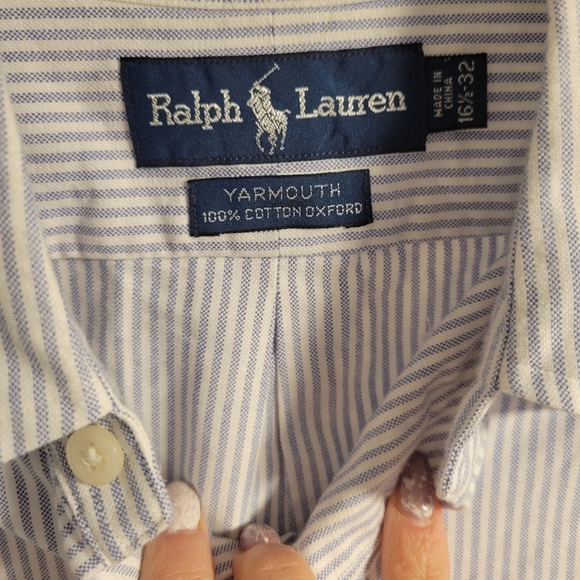 Ralph Lauren
MADE IN
CHINA
16½-32
YARMOUTH
100% COTTON OXFORD